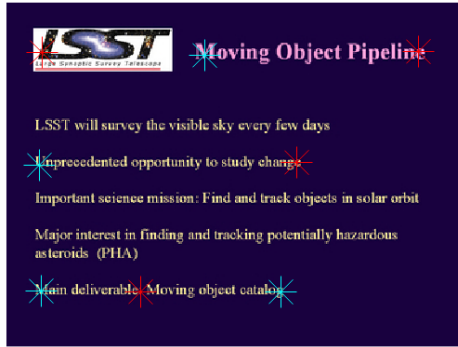 LSST
Large Synoptic Survey Telescope
Moving Object Pipeline
LSST will survey the visible sky every few days
Unprecedented opportunity to study change
Important science mission: Find and track objects in solar orbit
Major interest in finding and tracking potentially hazardous
asteroids (PHA)
Main deliverable: Moving object catalog